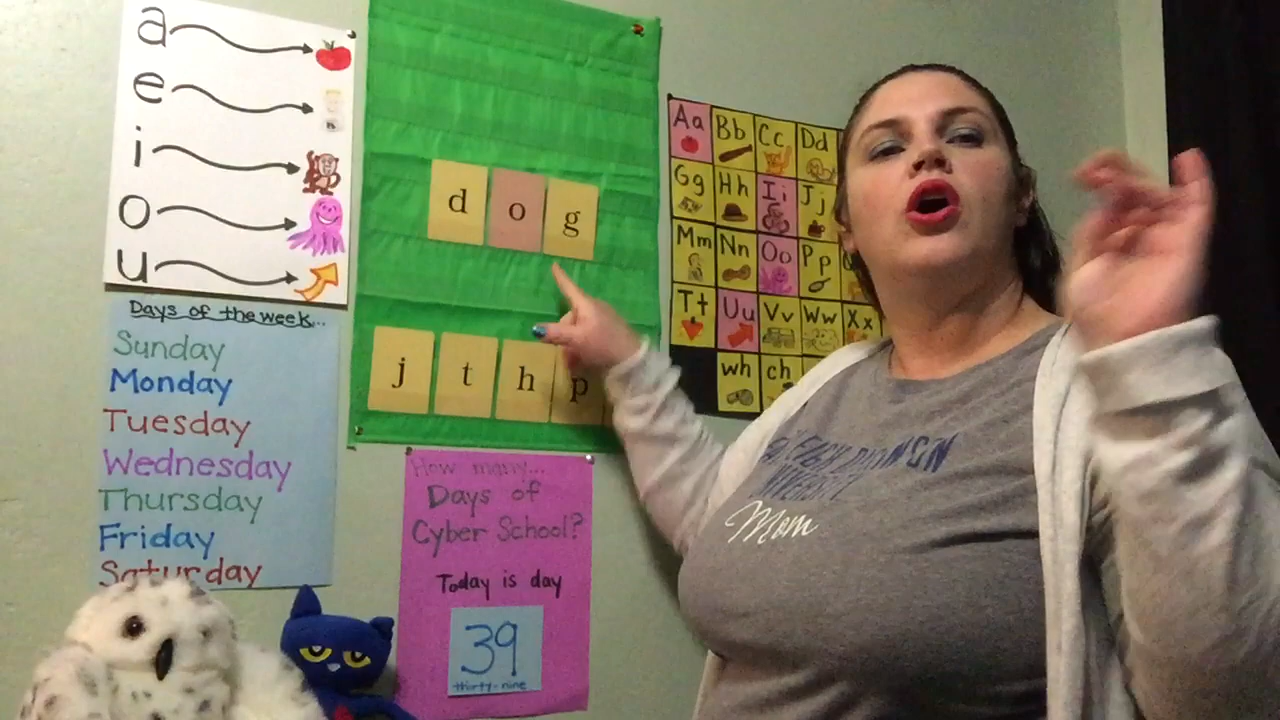 a
e
i
o
u
Days of the week...
Sunday
Monday
Tuesday
Wednesday
Thursday
Friday
Saturday
d o g
j t h p
How many...
Days of
Cyber School?
Today is day
39
thirty-nine
Aa Bb Cc Dd
Gg Hh Ii Jj
Mm Nn Oo Pp
Tt Uu Vv Ww Xx
wh ch
Mom